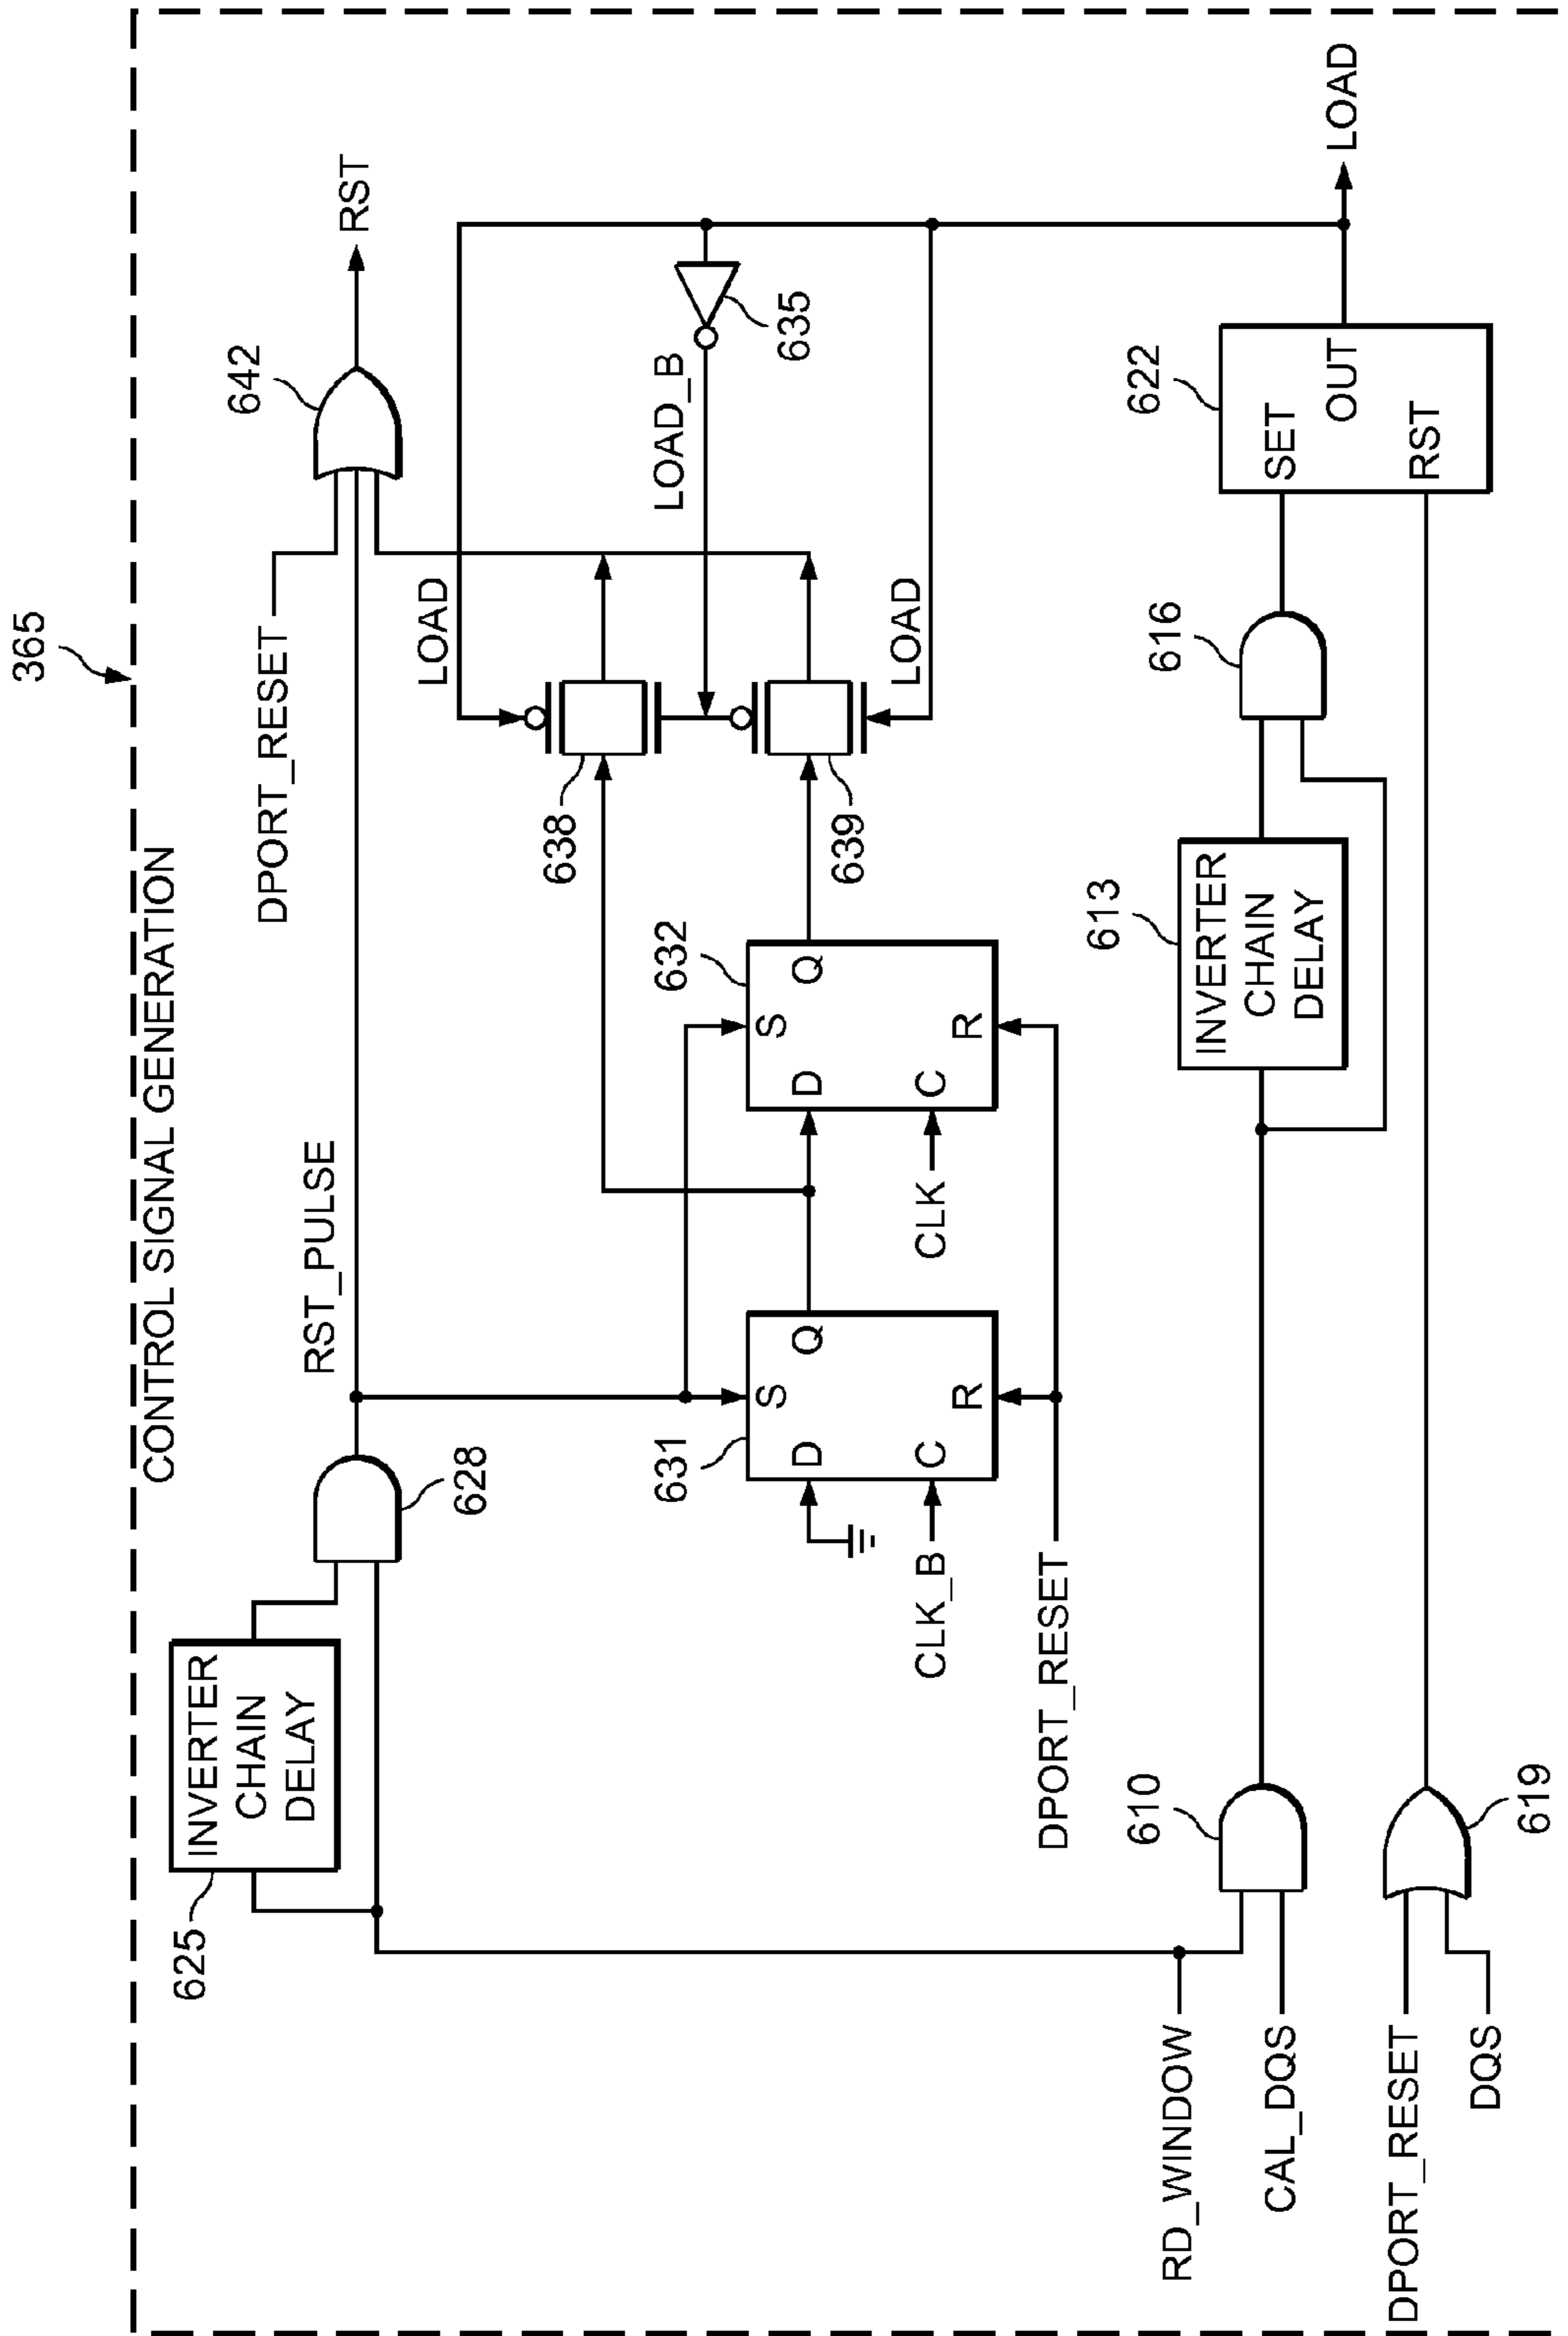 365
CONTROL SIGNAL GENERATION
625
INVERTER
CHAIN
DELAY
628
RST_PULSE
DPORT_RESET
642
RST
631
D
S
Q
C
R
CLK_B
DPORT_RESET
632
D
S
Q
C
R
CLK
638
639
LOAD
LOAD_B
635
LOAD
RD_WINDOW
CAL_DQS
610
613
INVERTER
CHAIN
DELAY
616
622
SET
OUT
RST
LOAD
DPORT_RESET
DQS
619